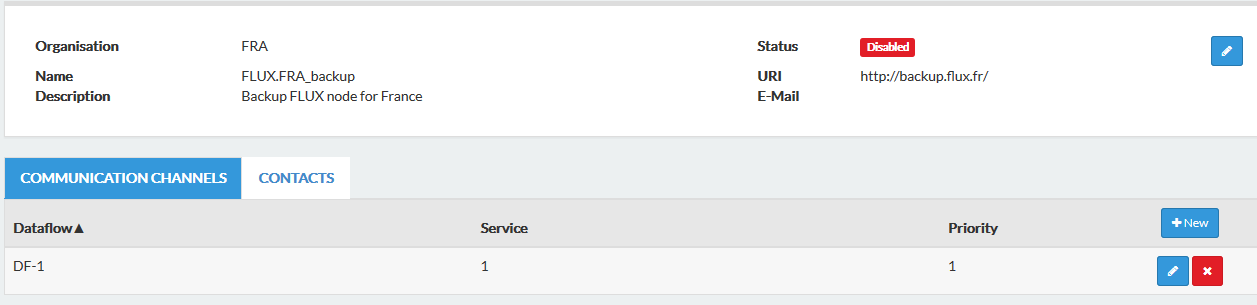 Organisation FRA Status Disabled
Name FLUX.FRA_backup URI http://backup.flux.fr/
Description Backup FLUX node for France E-Mail
COMMUNICATION CHANNELS CONTACTS
Dataflow▲ Service Priority + New
DF-1 1 1